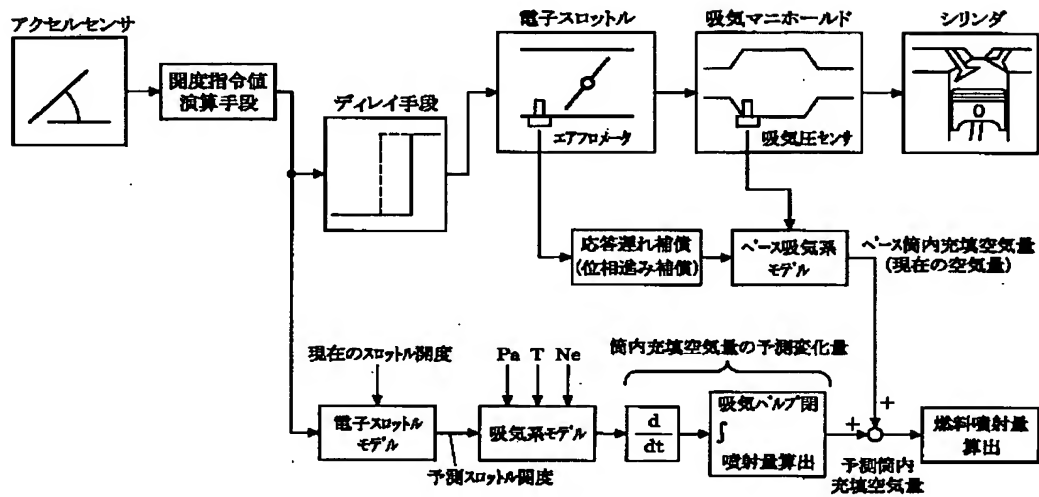 アクセルセンサ
開度指令値
演算手段
ディレイ手段
電子スロットル
エアフロメータ
吸気マニホールド
吸気圧センサ
シリンダ
応答遅れ補償
(位相進み補償)
ベース吸気系
モデル
ベース筒内充填空気量
(現在の空気量)
現在のスロットル開度
Pa T Ne
筒内充填空気量の予測変化量
電子スロットル
モデル
吸気系モデル
d
dt
吸気バルブ閉
∫
噴射量算出
+
+
燃料噴射量
算出
予測スロットル開度
予測筒内
充填空気量